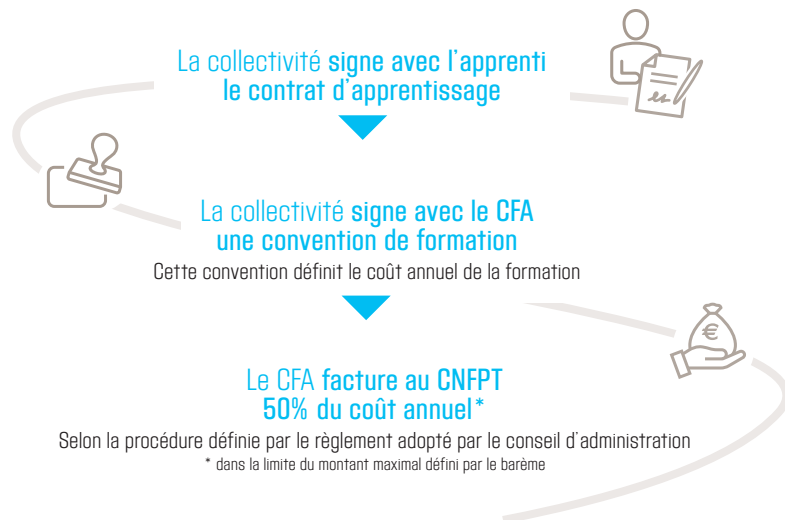 La collectivité signe avec l'apprenti
le contrat d'apprentissage
La collectivité signe avec le CFA
une convention de formation
Cette convention définit le coût annuel de la formation
€
Le CFA facture au CNFPT
50% du coût annuel*
Selon la procédure définie par le règlement adopté par le conseil d'administration
* dans la limite du montant maximal défini par le barème